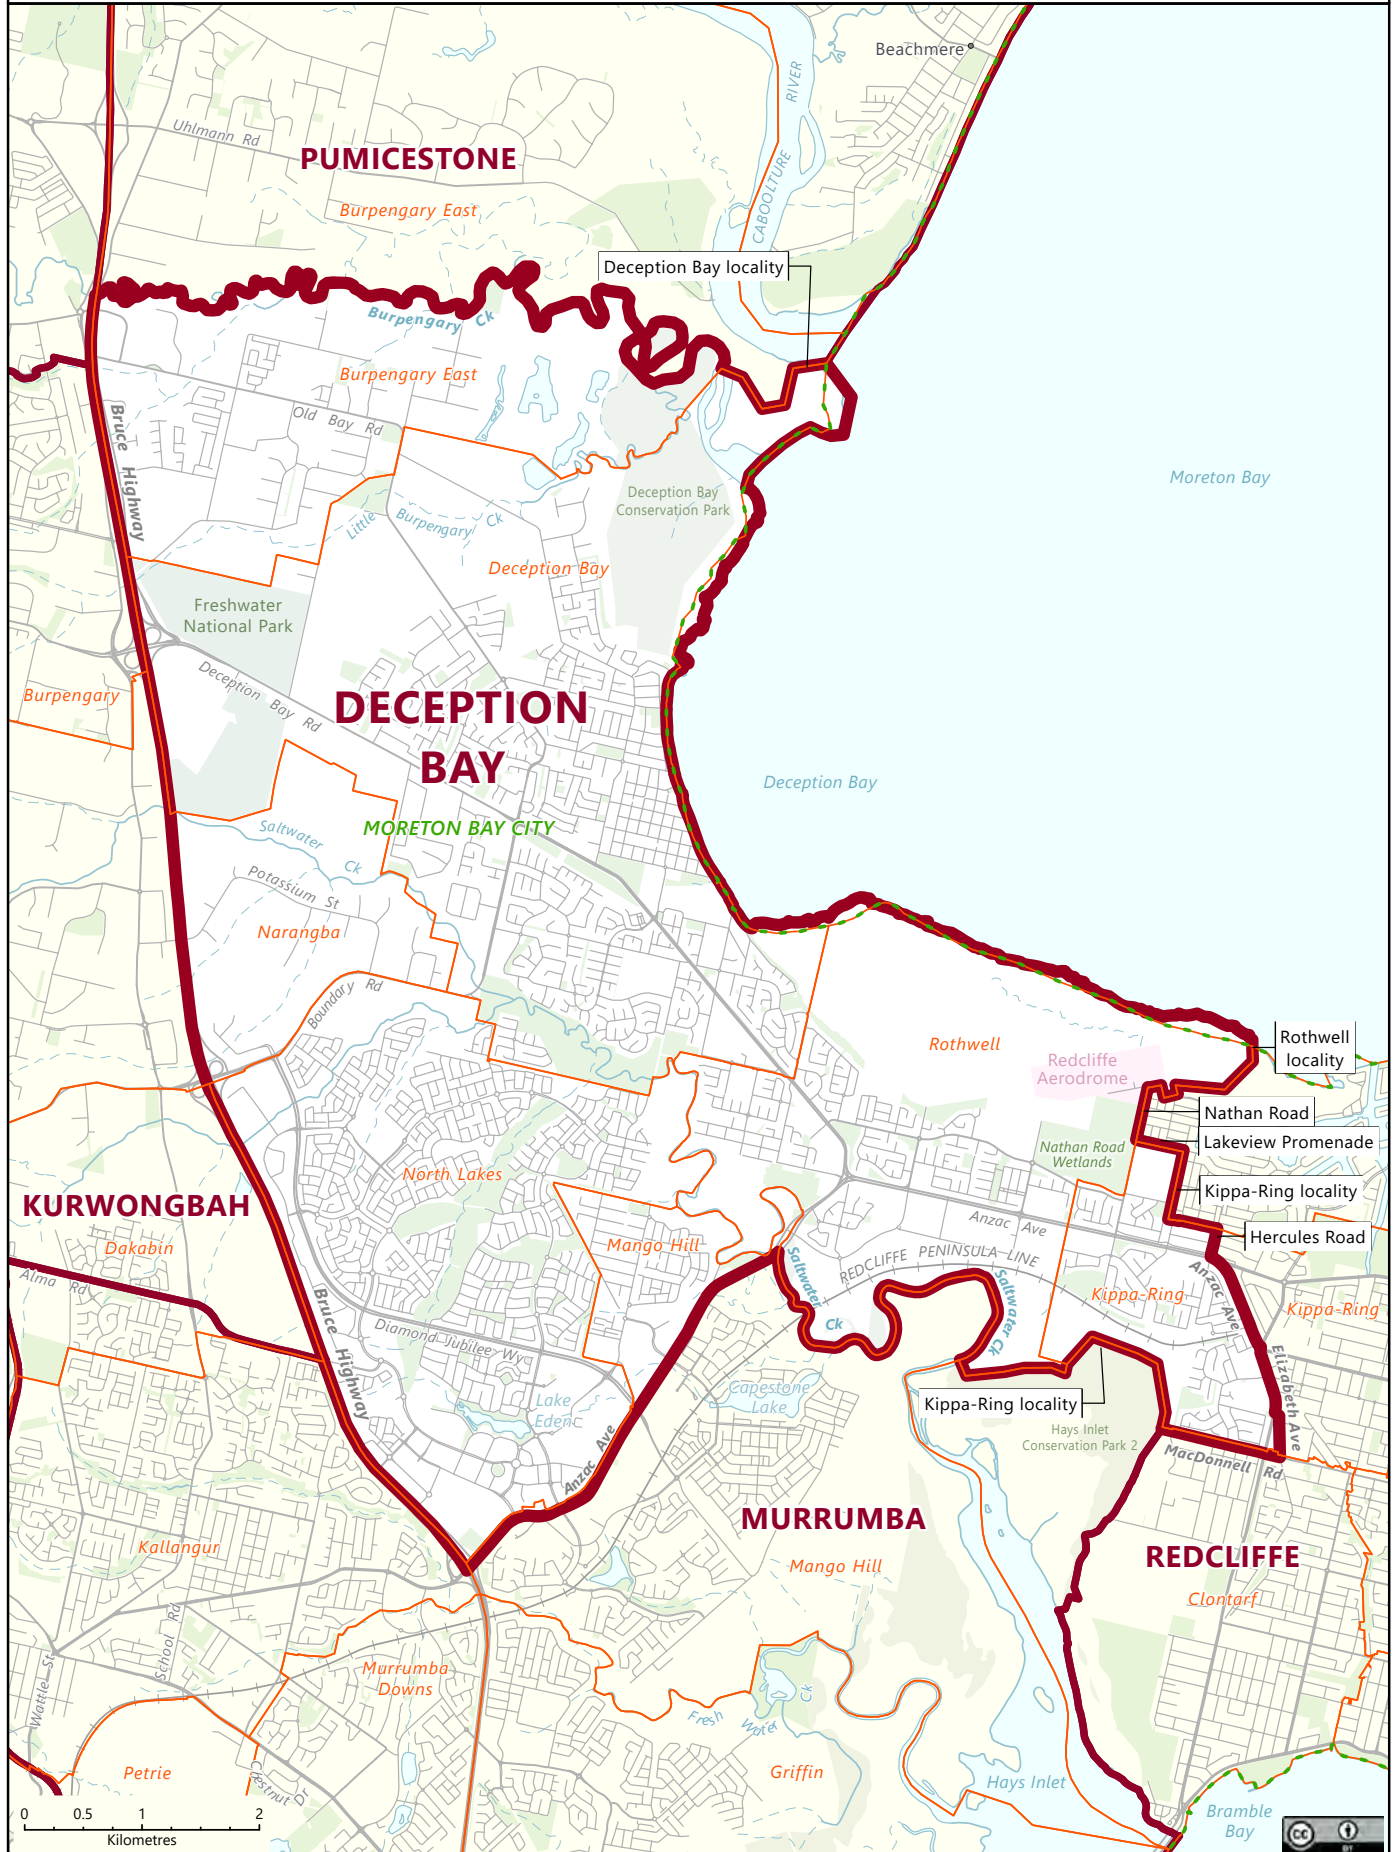 Beachmere
RIVER
CABOOLTURE
Uhlmann Rd
PUMICESTONE
Burpengary East
Deception Bay locality
Burpengary Ck
Burpengary East
Old Bay Rd
Bruce Highway
Moreton Bay
Deception Bay
Conservation Park
Little Burpengary Ck
Deception Bay
Freshwater
National Park
Burpengary
Deception Bay Rd
DECEPTION
BAY
Deception Bay
MORETON BAY CITY
Saltwater Ck
Potassium St
Narangba
Boundary Rd
Rothwell
Rothwell
locality
Redcliffe
Aerodrome
Nathan Road
Lakeview Promenade
Nathan Road
Wetlands
North Lakes
Kippa-Ring locality
KURWONGBAH
Dakabin
Anzac Ave
Hercules Road
Mango Hill
REDCLIFFE PENINSULA LINE
Saltwater Ck
Saltwater Ck
Alma Rd
Kippa-Ring
Anzac Ave
Kippa-Ring
Bruce Highway
Diamond Jubilee Wy
Elizabeth Ave
Capestone
Lake
Lake
Eden
Kippa-Ring locality
Hays Inlet
Conservation Park 2
MacDonnell Rd
Anzac Ave
MURRUMBA
Kallangur
Mango Hill
REDCLIFFE
Clontarf
School Rd
Wattle St
Murrumba
Downs
Fresh Water Ck
Petrie
Chestnut Dr
Griffin
Hays Inlet
Bramble
Bay
0 0.5 1 2
Kilometres
cc
BY